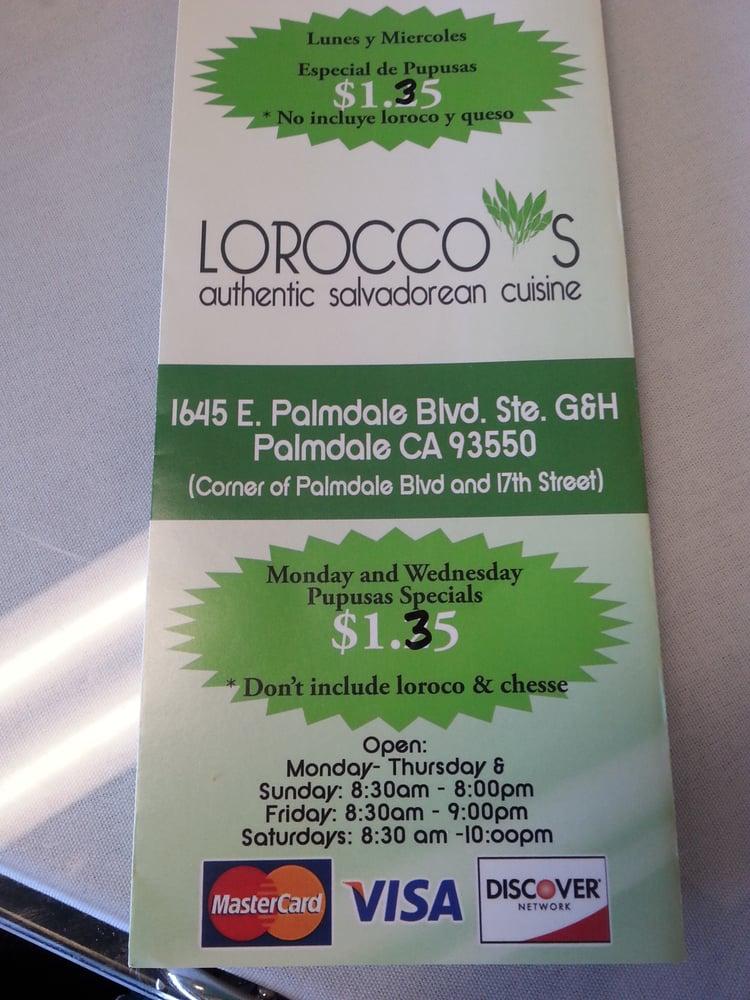 Lunes y Miercoles
Especial de Pupusas
$1.35
* No incluye loroco y queso
LOROCCO'S
authentic salvadorean cuisine
1645 E. Palmdale Blvd. Ste. G&H
Palmdale CA 93550
(Corner of Palmdale Blvd and 17th Street)
Monday and Wednesday
Pupusas Specials
$1.35
* Don't include loroco & chesse
Open:
Monday- Thursday &
Sunday: 8:30am - 8:00pm
Friday: 8:30am - 9:00pm
Saturdays: 8:30 am -10:00pm
MasterCard VISA DISCOVER
NETWORK